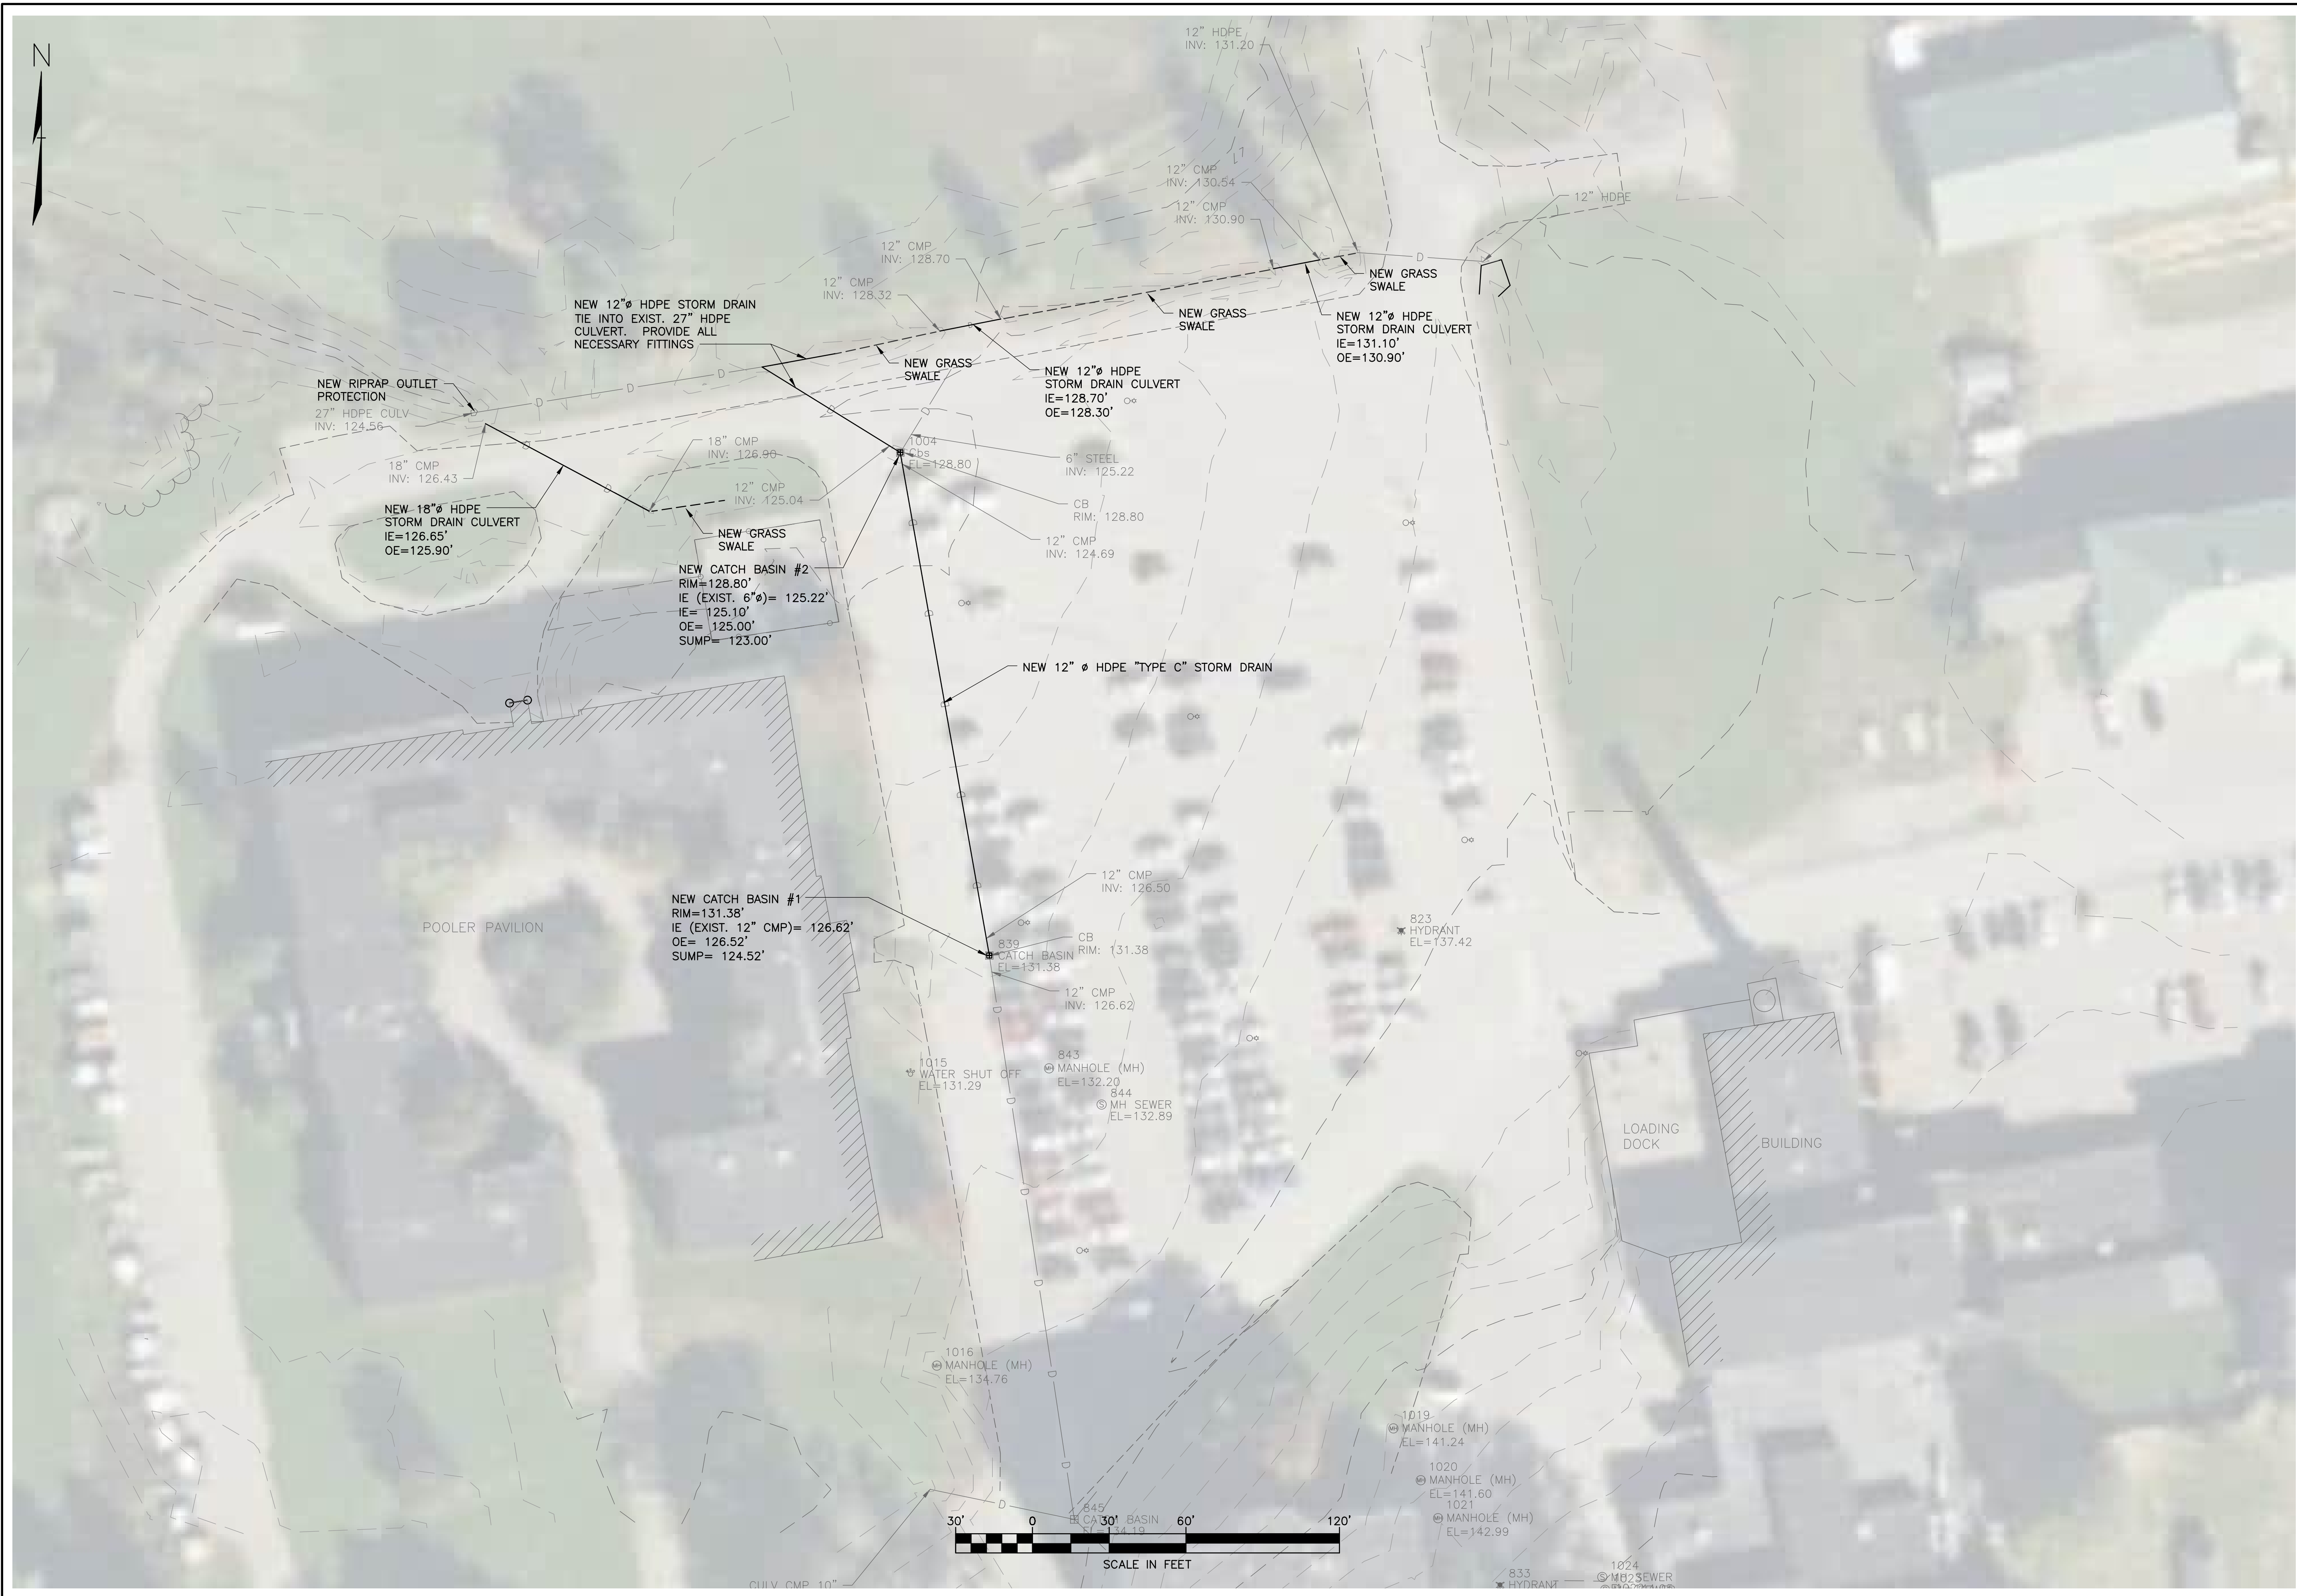 N
12" HDPE
INV: 131.20
12" CMP
INV: 130.54
12" CMP
INV: 130.90
12" HDPE
12" CMP
INV: 128.70
12" CMP
INV: 128.32
NEW GRASS
SWALE
NEW GRASS
SWALE
NEW 12"ø HDPE
STORM DRAIN CULVERT
IE=131.10'
OE=130.90'
NEW 12"ø HDPE STORM DRAIN
TIE INTO EXIST. 27" HDPE
CULVERT. PROVIDE ALL
NECESSARY FITTINGS
NEW GRASS
SWALE
NEW 12"ø HDPE
STORM DRAIN CULVERT
IE=128.70'
OE=128.30'
NEW RIPRAP OUTLET
PROTECTION
27" HDPE CULV
INV: 124.56
18" CMP
INV: 126.90
18" CMP
INV: 126.43
1004
Cbs
EL=128.80
6" STEEL
INV: 125.22
12" CMP
INV: 125.04
CB
RIM: 128.80
12" CMP
INV: 124.69
NEW 18"ø HDPE
STORM DRAIN CULVERT
IE=126.65'
OE=125.90'
NEW GRASS
SWALE
NEW CATCH BASIN #2
RIM=128.80'
IE (EXIST. 6"ø)= 125.22'
IE= 125.10'
OE= 125.00'
SUMP= 123.00'
NEW 12" ø HDPE "TYPE C" STORM DRAIN
12" CMP
INV: 126.50
NEW CATCH BASIN #1
RIM=131.38'
IE (EXIST. 12" CMP)= 126.62'
OE= 126.52'
SUMP= 124.52'
POOLER PAVILION
839
CATCH BASIN
EL=131.38
CB
RIM: 131.38
12" CMP
INV: 126.62
823
HYDRANT
EL=137.42
1015
WATER SHUT OFF
EL=131.29
843
MANHOLE (MH)
EL=132.20
844
MH SEWER
EL=132.89
LOADING
DOCK
BUILDING
1016
MANHOLE (MH)
EL=134.76
1019
MANHOLE (MH)
EL=141.24
1020
MANHOLE (MH)
EL=141.60
1021
MANHOLE (MH)
EL=142.99
845
CATCH BASIN
EL=134.19
30' 0 30' 60' 120'
SCALE IN FEET
CULV CMP 10"
833
HYDRANT
1024
MH SEWER